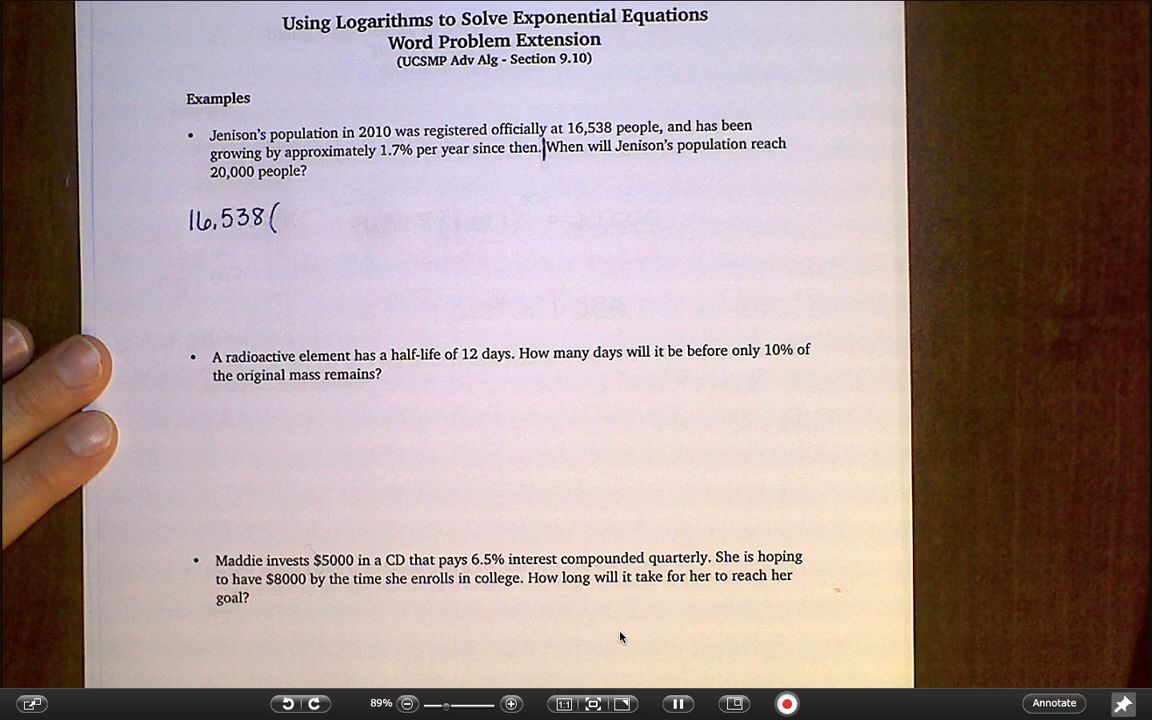 Using Logarithms to Solve Exponential Equations
Word Problem Extension
(UCSMP Adv Alg - Section 9.10)
Examples
• Jenison's population in 2010 was registered officially at 16,538 people, and has been
growing by approximately 1.7% per year since then. When will Jenison's population reach
20,000 people?
16,538(
• A radioactive element has a half-life of 12 days. How many days will it be before only 10% of
the original mass remains?
• Maddie invests $5000 in a CD that pays 6.5% interest compounded quarterly. She is hoping
to have $8000 by the time she enrolls in college. How long will it take for her to reach her
goal?
89%
1:1
Annotate